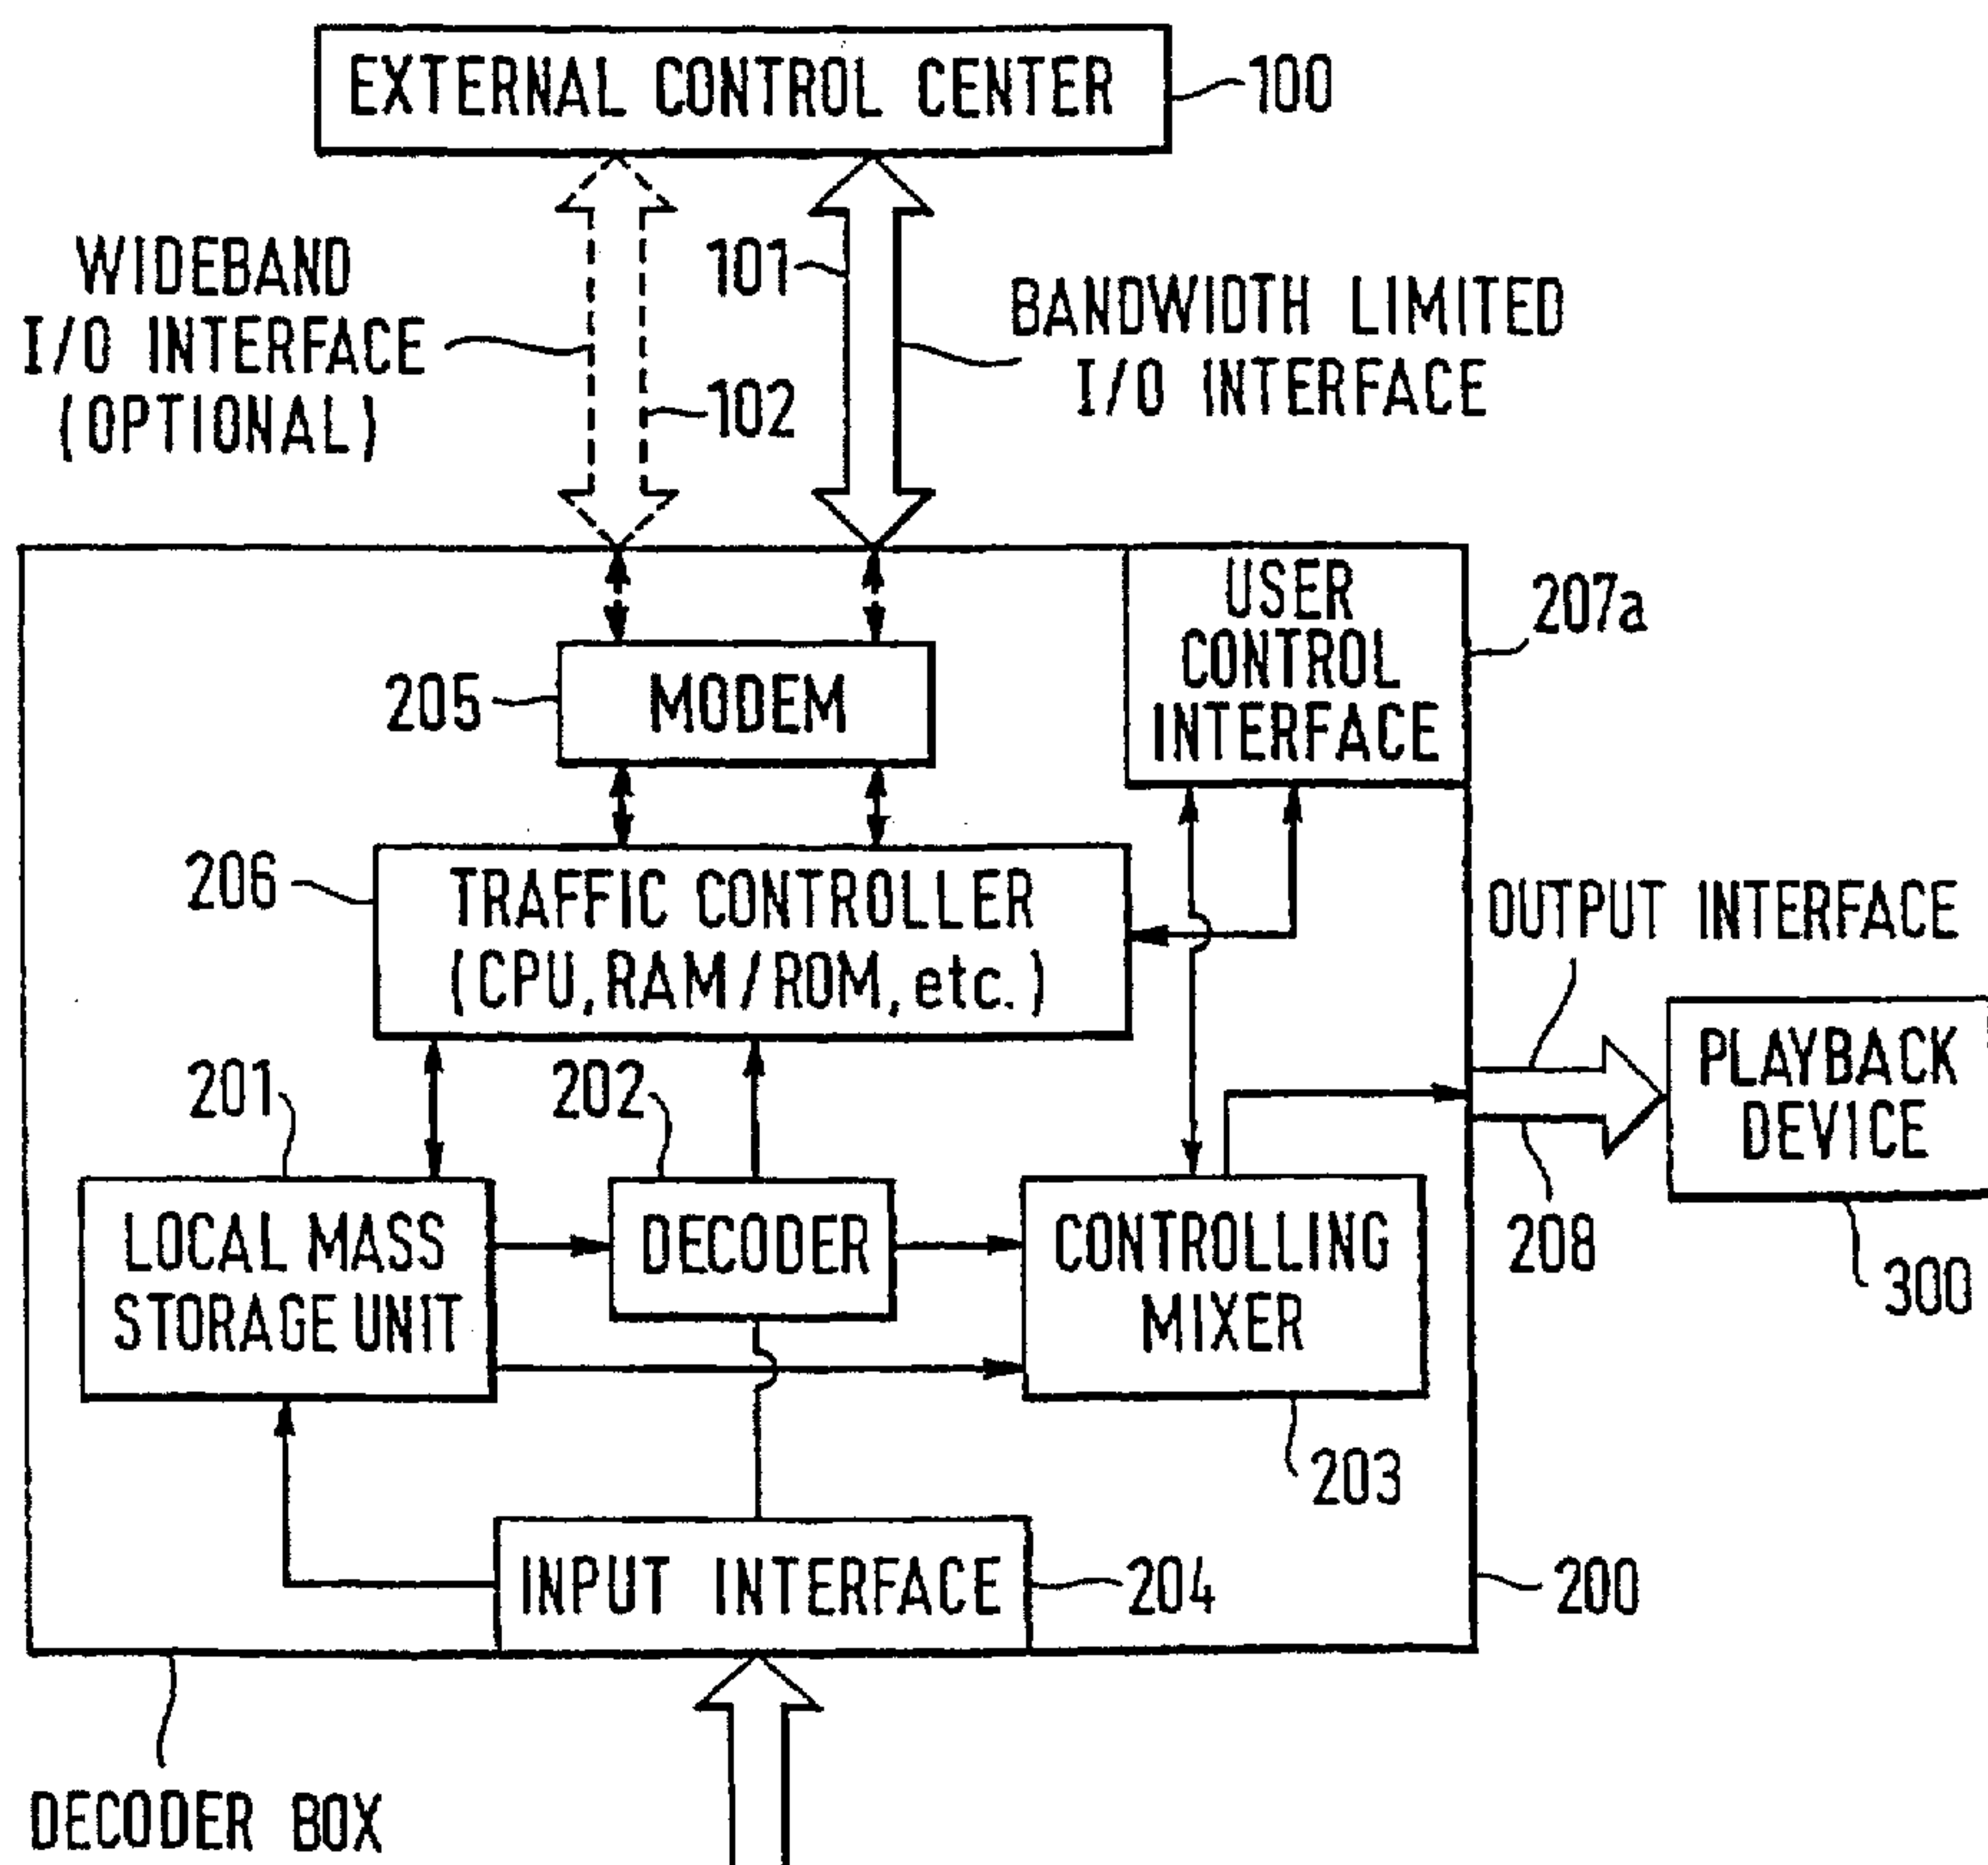 EXTERNAL CONTROL CENTER
100
WIDEBAND
I/O INTERFACE
(OPTIONAL)
101
102
BANDWIDTH LIMITED
I/O INTERFACE
USER
CONTROL
INTERFACE
207a
205
MODEM
206
TRAFFIC CONTROLLER
(CPU, RAM/ROM, etc.)
OUTPUT INTERFACE
PLAYBACK
DEVICE
201
202
LOCAL MASS
STORAGE UNIT
DECODER
CONTROLLING
MIXER
208
300
203
INPUT INTERFACE
204
200
DECODER BOX